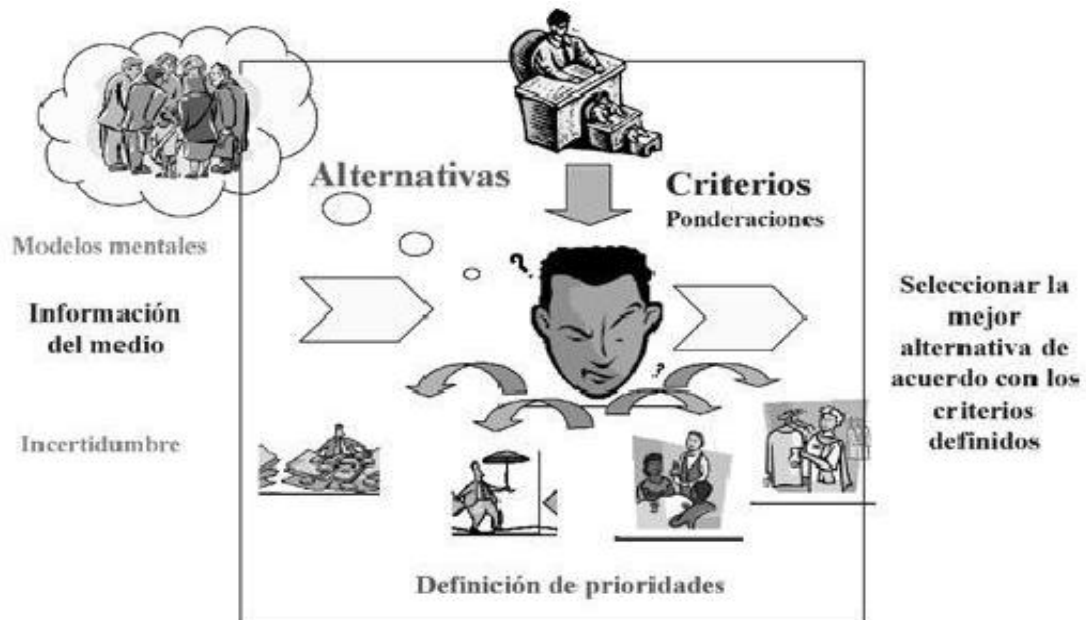 Alternativas
Criterios
Ponderaciones
Modelos mentales
Información
del medio
Incertidumbre
?
?
Seleccionar la
mejor
alternativa de
acuerdo con los
criterios
definidos
Definición de prioridades